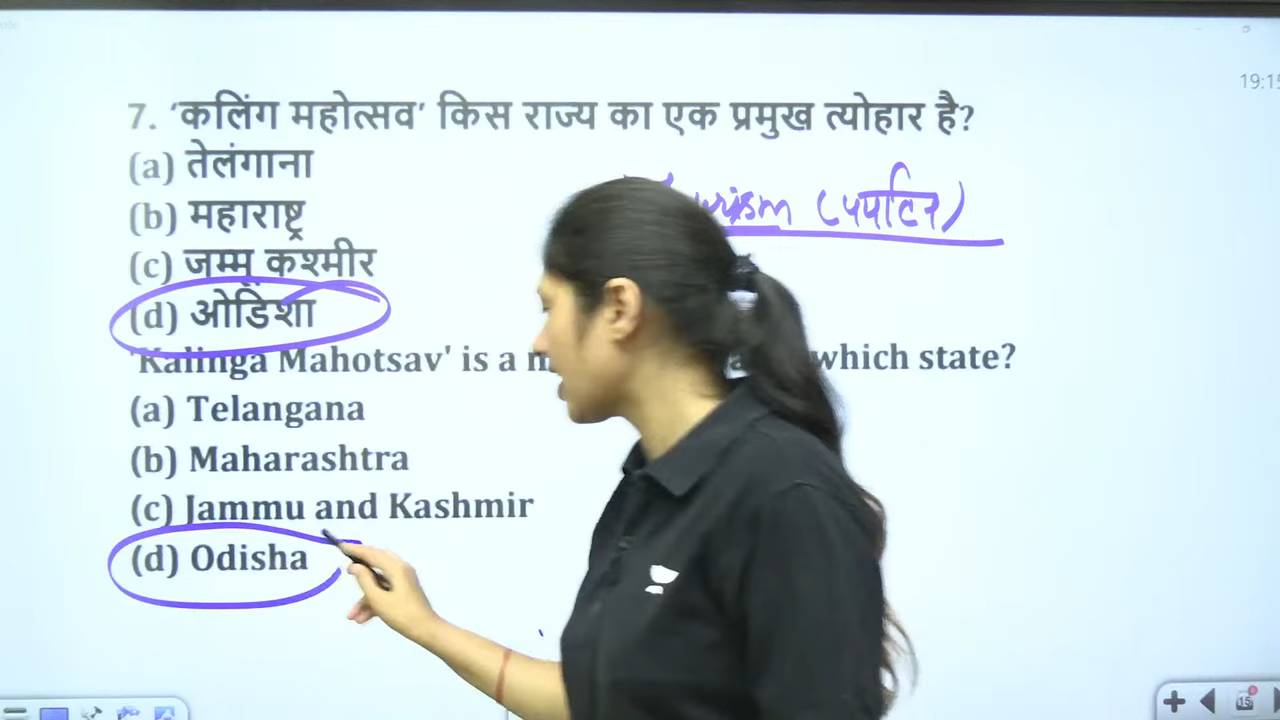 19:15
7. ‘कलिंग महोत्सव’ किस राज्य का एक प्रमुख त्योहार है?
(a) तेलंगाना
(b) महाराष्ट्र
(c) जम्मू कश्मीर
(d) ओडिशा
'Kalinga Mahotsav' is a which state?
(a) Telangana
(b) Maharashtra
(c) Jammu and Kashmir
(d) Odisha
15